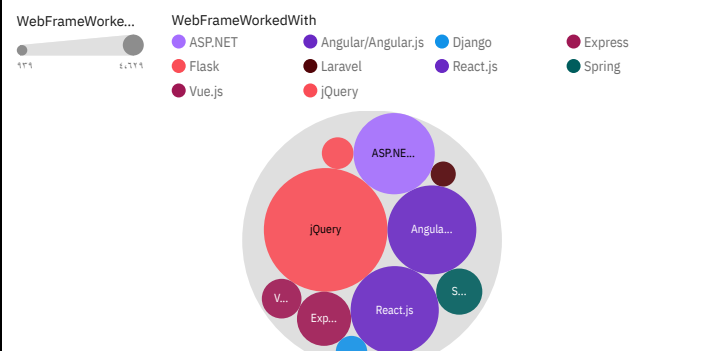 WebFrameWorke...
٩٣٩
٤٠٦٢٩
WebFrameWorkedWith
ASP.NET
Angular/Angular.js
Django
Express
Flask
Laravel
React.js
Spring
Vue.js
jQuery
ASP.NE...
jQuery
Angula...
S...
V...
Exp...
React.js